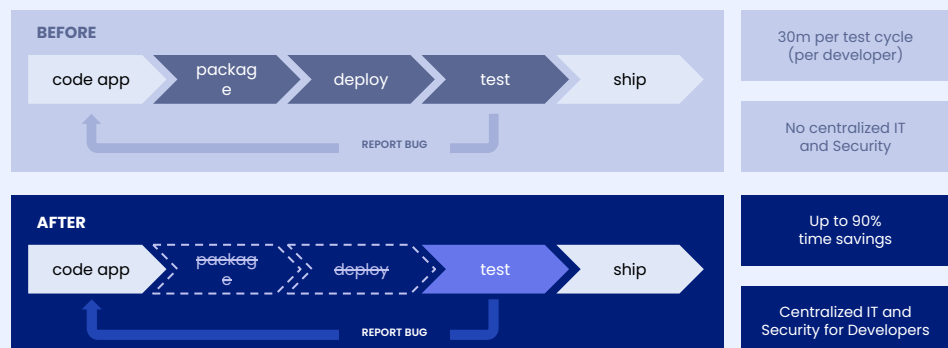 BEFORE
30m per test cycle
(per developer)
code app
packag
e
deploy
test
ship
REPORT BUG
No centralized IT
and Security
AFTER
Up to 90%
time savings
code app
packag
e
deploy
test
ship
REPORT BUG
Centralized IT and
Security for Developers